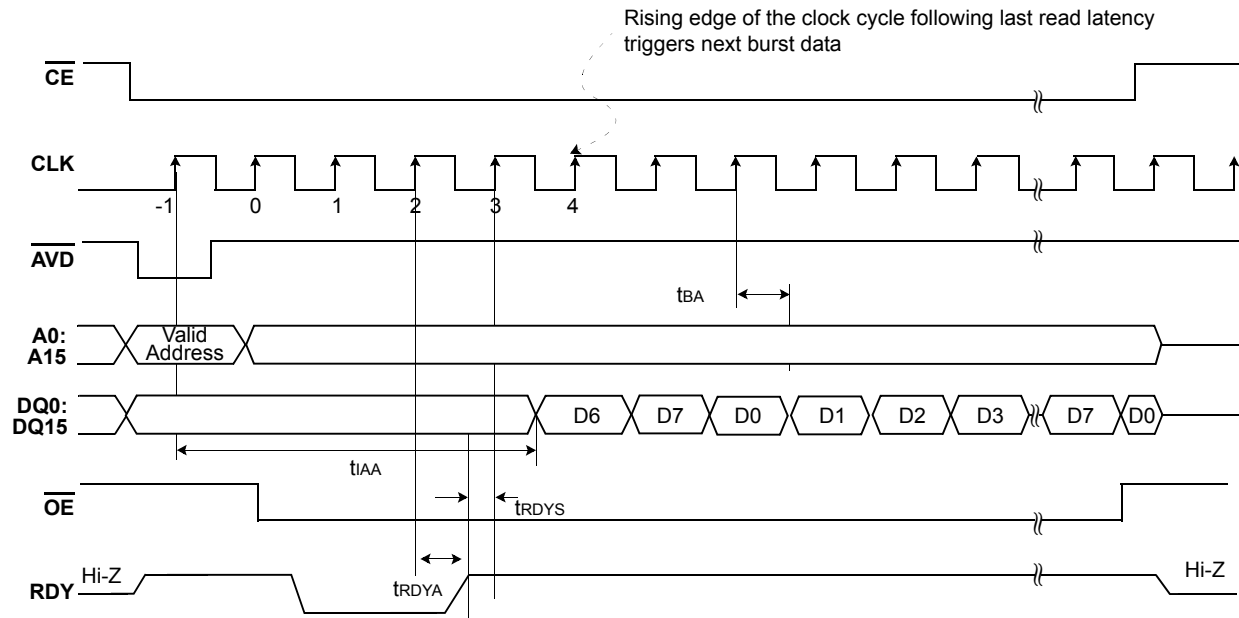 Rising edge of the clock cycle following last read latency
triggers next burst data
CE
CLK
-1 0 1 2 3 4
AVD
tBA
A0:
A15
Valid
Address
DQ0:
DQ15
D6 D7 D0 D1 D2 D3 D7 D0
tIAA
OE
tRDYS
Hi-Z
RDY
tRDYA
Hi-Z